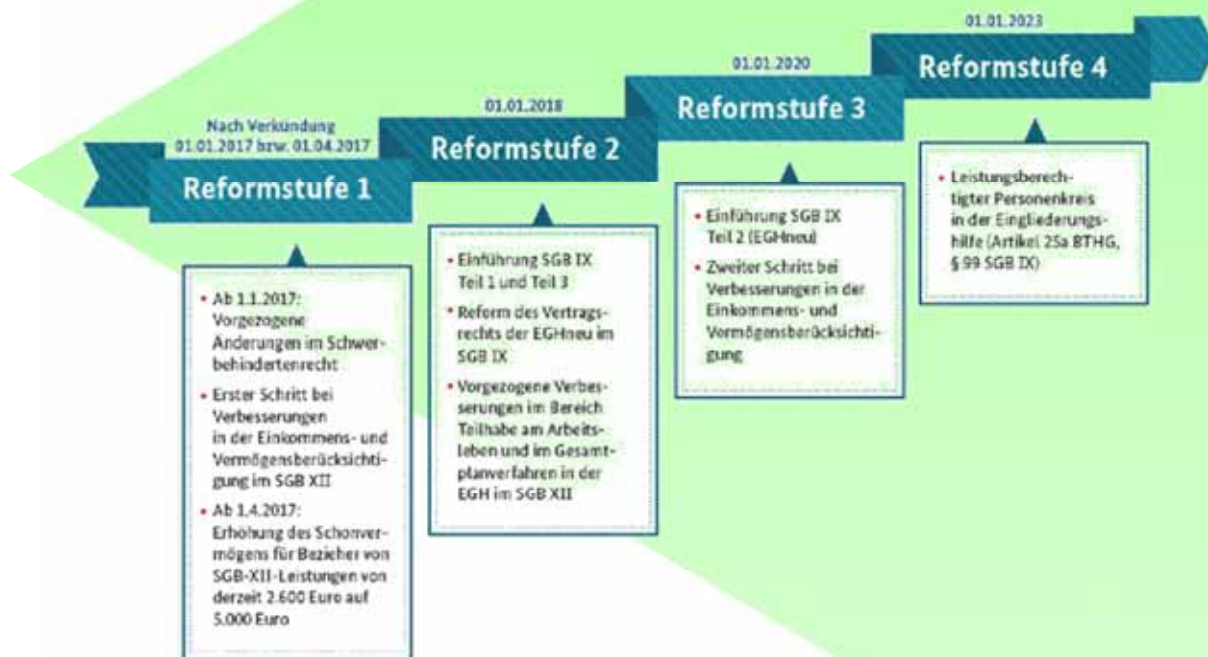 Nach Verkündung
01.01.2017 bzw. 01.04.2017
Reformstufe 1
• Ab 1.1.2017:
Vorgezogene
Änderungen im Schwer-
behindertenrecht
• Erster Schritt bei
Verbesserungen
in der Einkommens- und
Vermögensberücksichti-
gung im SGB XII
• Ab 1.4.2017:
Erhöhung des Schonver-
mögens für Bezieher von
SGB-XII-Leistungen von
derzeit 2.600 Euro auf
5.000 Euro
01.01.2018
Reformstufe 2
• Einführung SGB IX
Teil 1 und Teil 3
• Reform des Vertrags-
rechts der EGHneu im
SGB IX
• Vorgezogene Verbes-
serungen im Bereich
Teilhabe am Arbeits-
leben und im Gesamt-
planverfahren in der
EGH im SGB XII
01.01.2020
Reformstufe 3
• Einführung SGB IX
Teil 2 (EGHneu)
• Zweiter Schritt bei
Verbesserungen in der
Einkommens- und
Vermögensberücksichti-
gung
01.01.2023
Reformstufe 4
• Leistungsberech-
tigter Personenkreis
in der Eingliederungs-
hilfe (Artikel 25a BTHG,
§ 99 SGB IX)